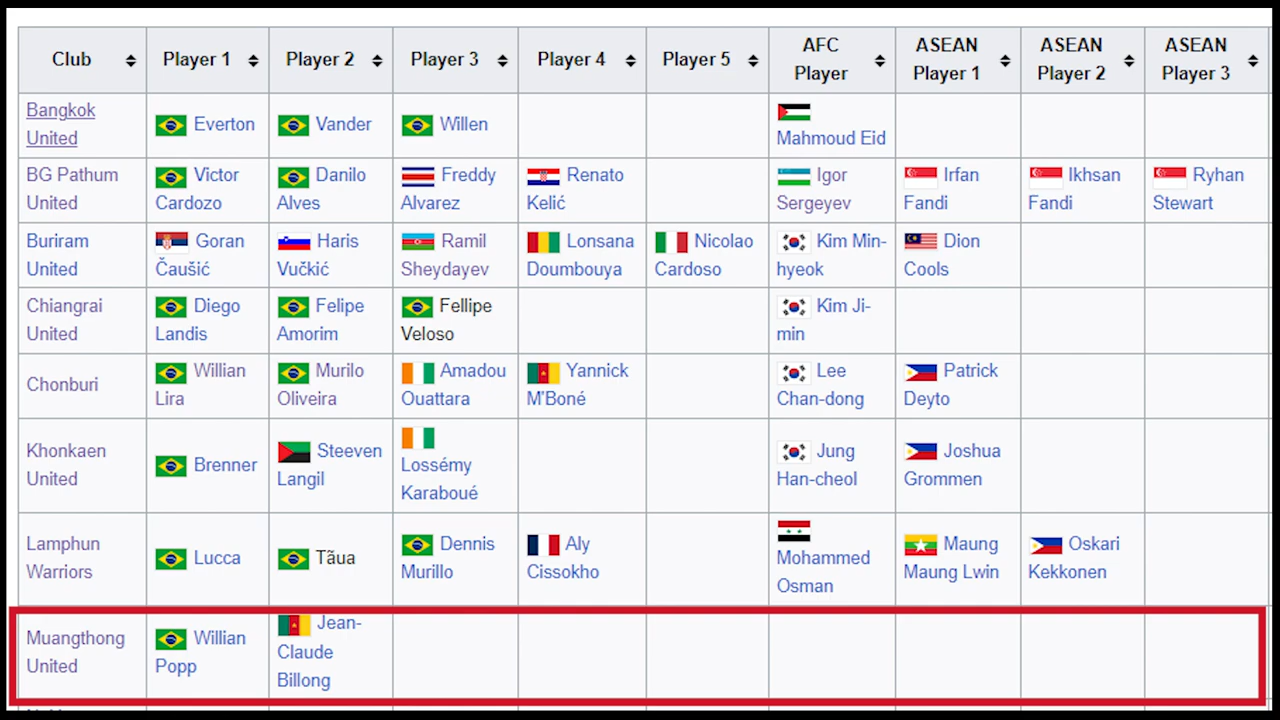 Club Player 1 Player 2 Player 3 Player 4 Player 5 AFC Player ASEAN Player 1 ASEAN Player 2 ASEAN Player 3
Bangkok United Everton Vander Willen Mahmoud Eid
BG Pathum United Victor Cardozo Danilo Alves Freddy Alvarez Renato Kelić Igor Sergeyev Irfan Fandi Ikhsan Fandi Ryhan Stewart
Buriram United Goran Čaušić Haris Vučkić Ramil Sheydayev Lonsana Doumbouya Nicolao Cardoso Kim Min-hyeok Dion Cools
Chiangrai United Diego Landis Felipe Amorim Fellipe Veloso Kim Ji-min
Chonburi Willian Lira Murilo Oliveira Amadou Ouattara Yannick M'Boné Lee Chan-dong Patrick Deyto
Khonkaen United Brenner Steeven Langil Lossémy Karaboué Jung Han-cheol Joshua Grommen
Lamphun Warriors Lucca Tãua Dennis Murillo Aly Cissokho Mohammed Osman Maung Maung Lwin Oskari Kekkonen
Muangthong United Willian Popp Jean-Claude Billong